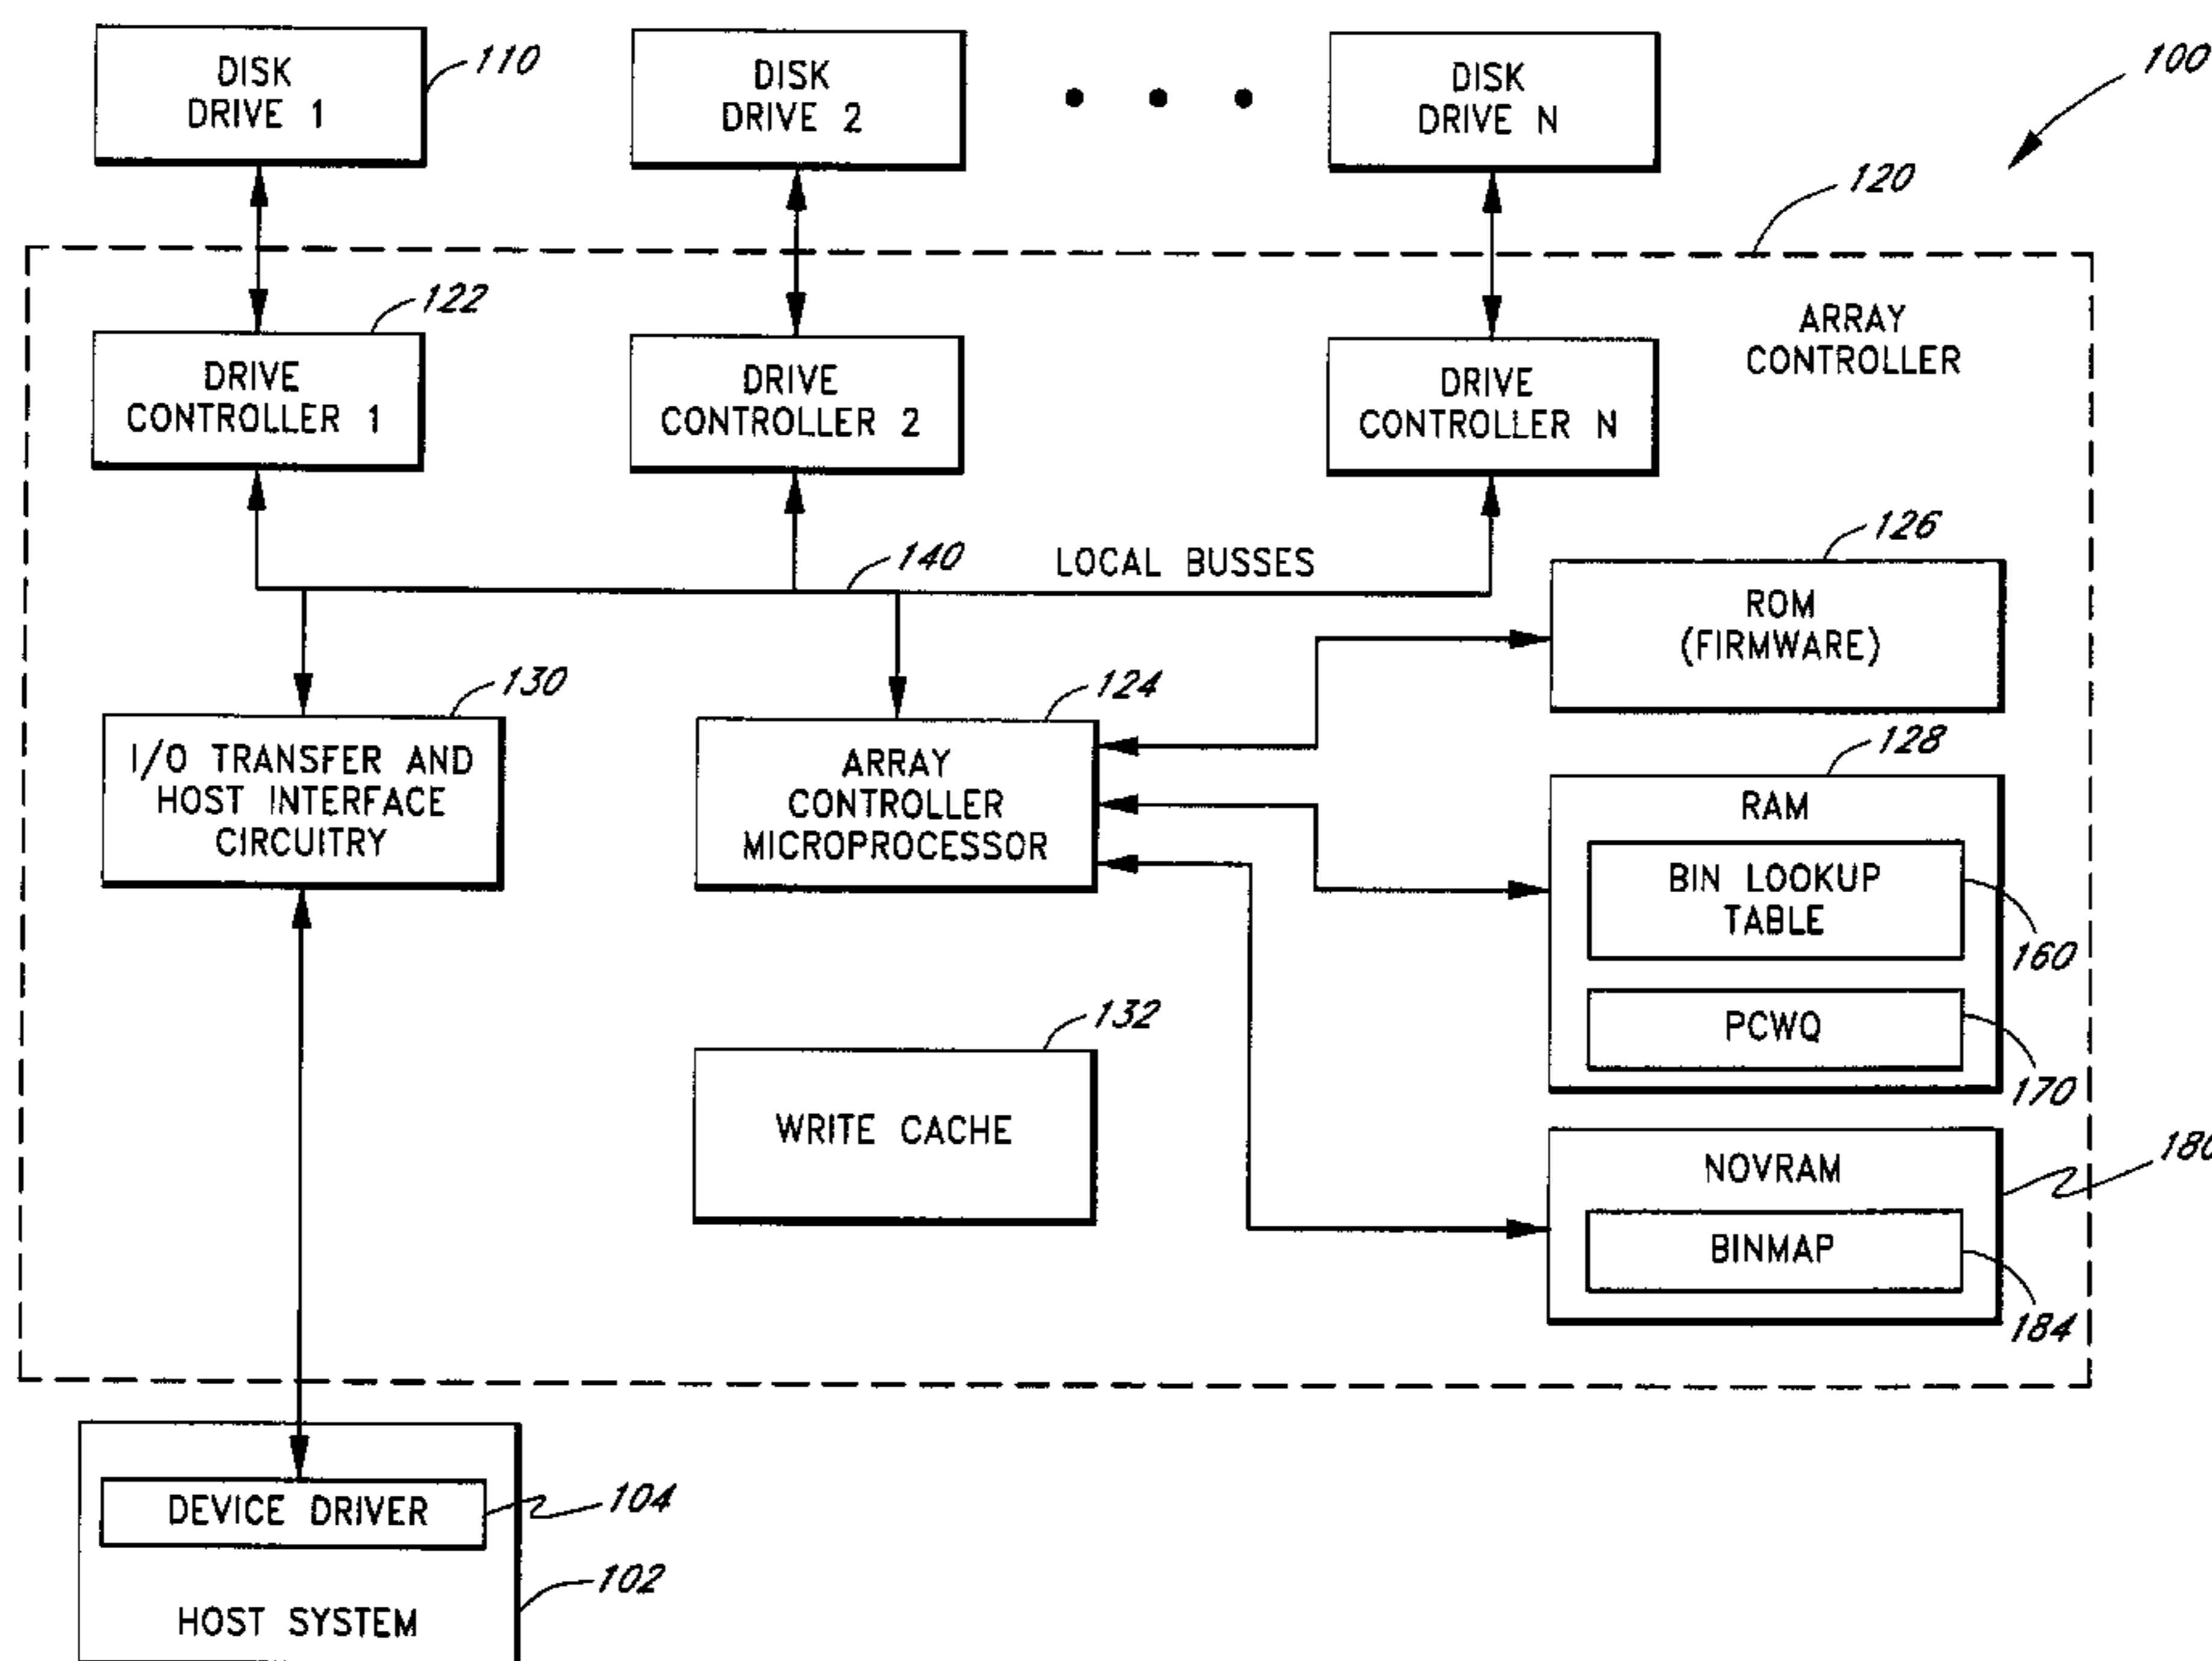 DISK
DRIVE 1
110
DISK
DRIVE 2
DISK
DRIVE N
100
120
ARRAY
CONTROLLER
122
DRIVE
CONTROLLER 1
DRIVE
CONTROLLER 2
DRIVE
CONTROLLER N
140
LOCAL BUSSES
126
ROM
(FIRMWARE)
130
I/O TRANSFER AND
HOST INTERFACE
CIRCUITRY
124
ARRAY
CONTROLLER
MICROPROCESSOR
128
RAM
BIN LOOKUP
TABLE
160
PCWQ
170
132
WRITE CACHE
NOVRAM
BINMAP
184
DEVICE DRIVER
104
HOST SYSTEM
102